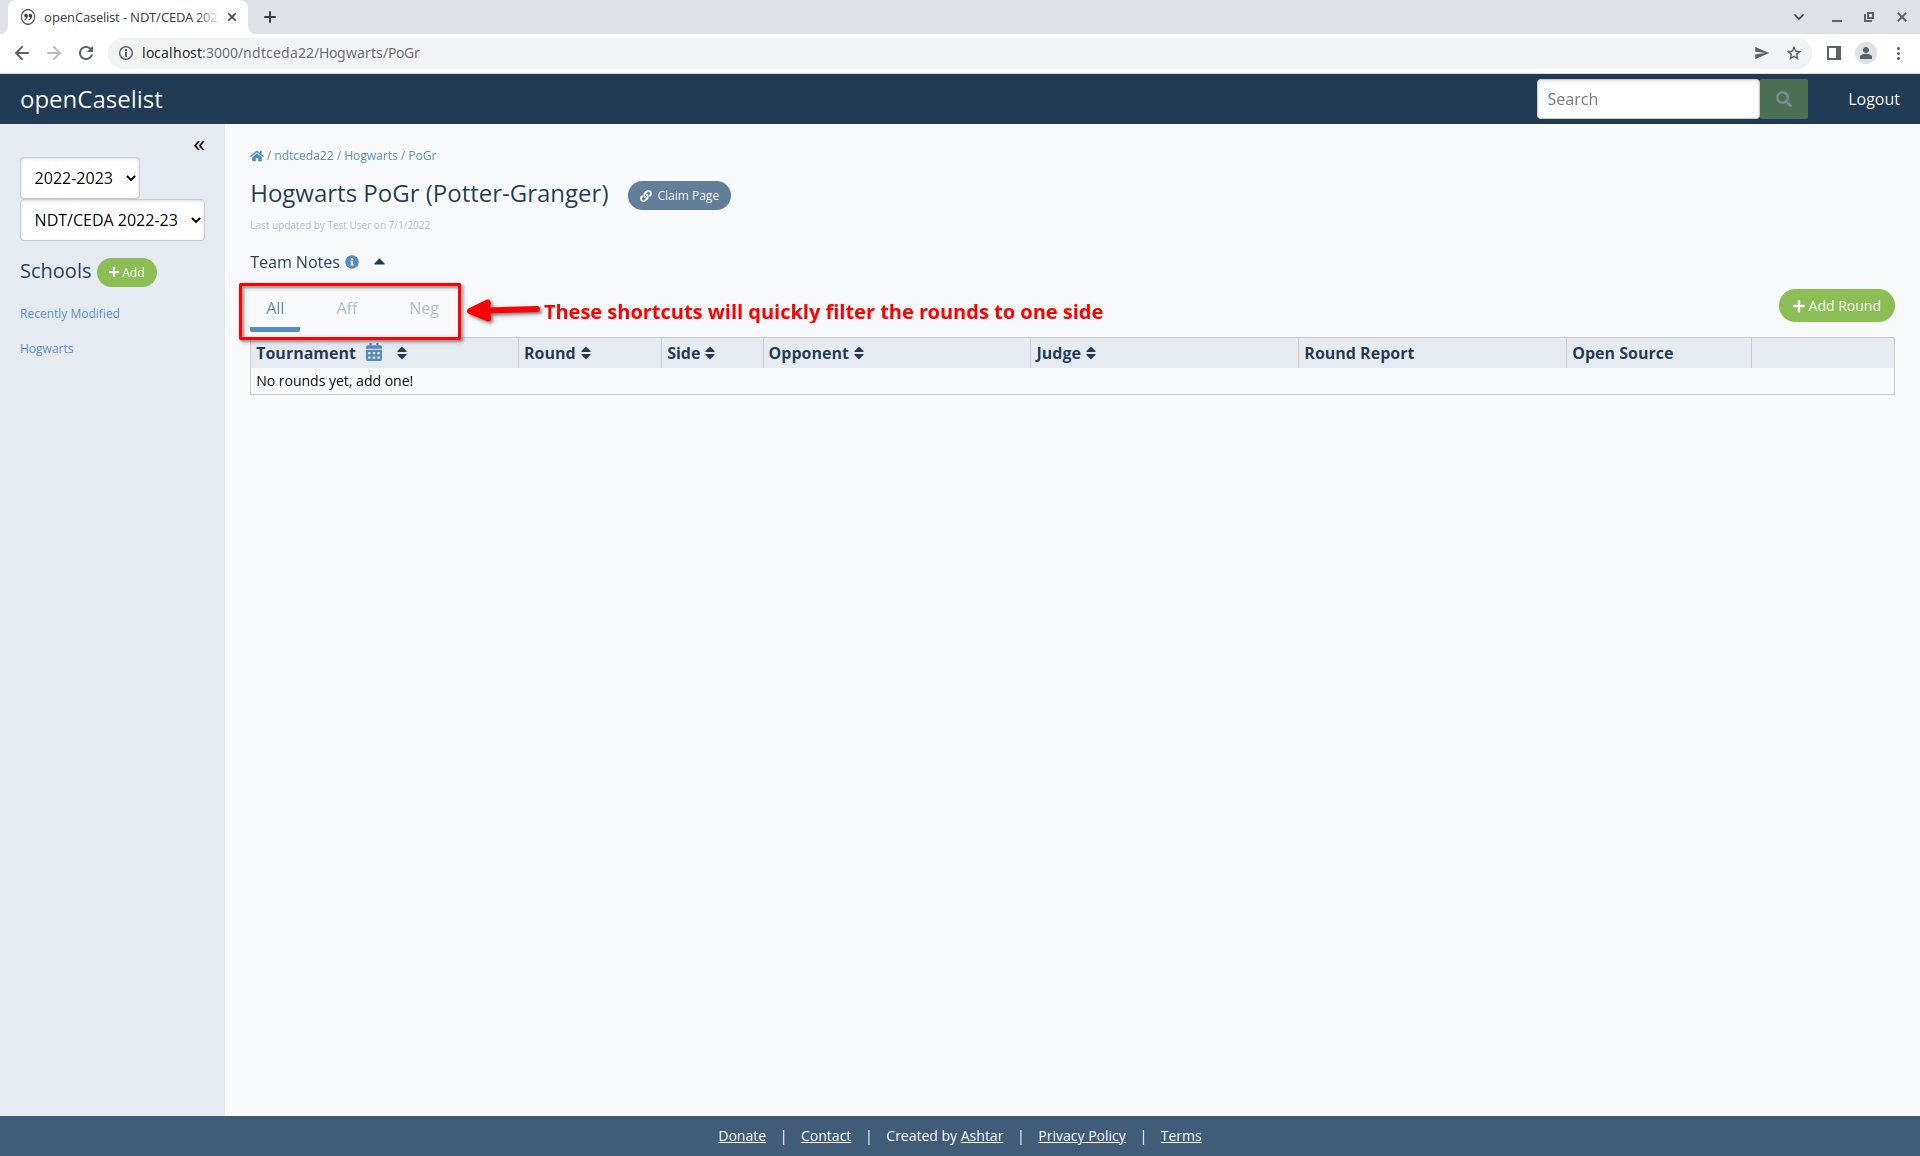 openCaselist - NDT/CEDA 202
localhost:3000/ndtceda22/Hogwarts/PoGr
openCaselist
Search
Logout
«
2022-2023
NDT/CEDA 2022-23
Schools
+ Add
Recently Modified
Hogwarts
/ ndtceda22 / Hogwarts / PoGr
Hogwarts PoGr (Potter-Granger)
Claim Page
Last updated by Test User on 7/1/2022
Team Notes
All Aff Neg
These shortcuts will quickly filter the rounds to one side
+ Add Round
Tournament Round Side Opponent Judge Round Report Open Source
No rounds yet, add one!
Donate | Contact | Created by Ashtar | Privacy Policy | Terms